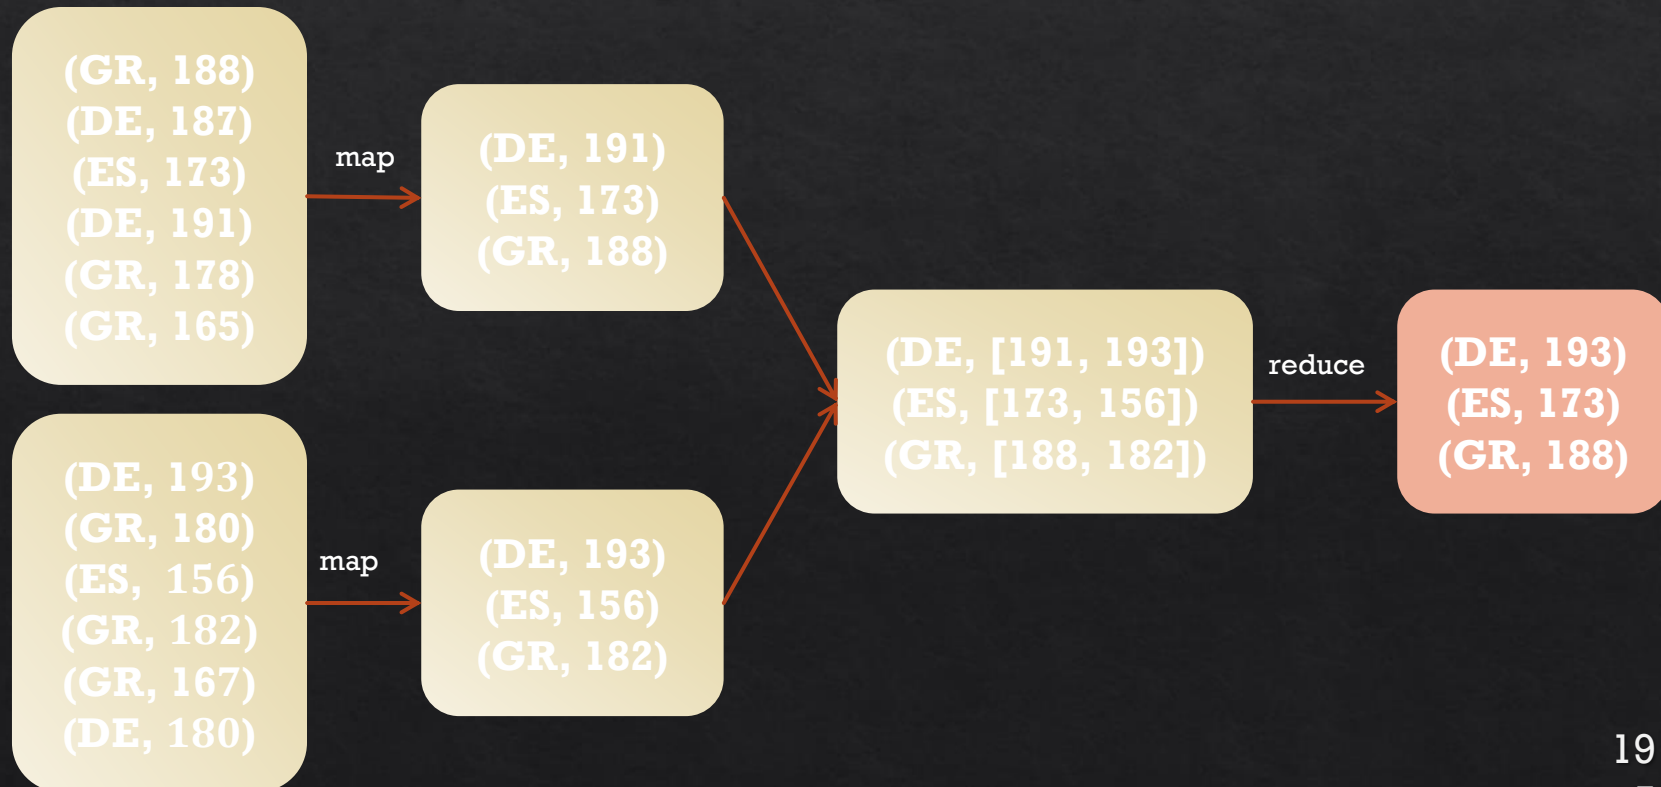 (GR, 188)
(DE, 187)
(ES, 173)
(DE, 191)
(GR, 178)
(GR, 165)
map
(DE, 191)
(ES, 173)
(GR, 188)
(DE, 193)
(GR, 180)
(ES, 156)
(GR, 182)
(GR, 167)
(DE, 180)
map
(DE, 193)
(ES, 156)
(GR, 182)
(DE, [191, 193])
(ES, [173, 156])
(GR, [188, 182])
reduce
(DE, 193)
(ES, 173)
(GR, 188)
19